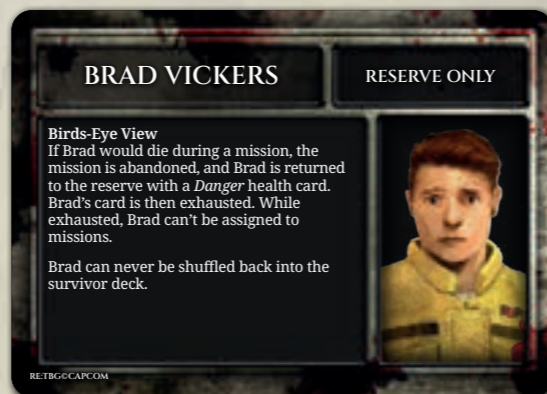 BRAD VICKERS
RESERVE ONLY
Birds-Eye View
If Brad would die during a mission, the
mission is abandoned, and Brad is returned
to the reserve with a Danger health card.
Brad's card is then exhausted. While
exhausted, Brad can't be assigned to
missions.
Brad can never be shuffled back into the
survivor deck.
RE:TBG©CAPCOM